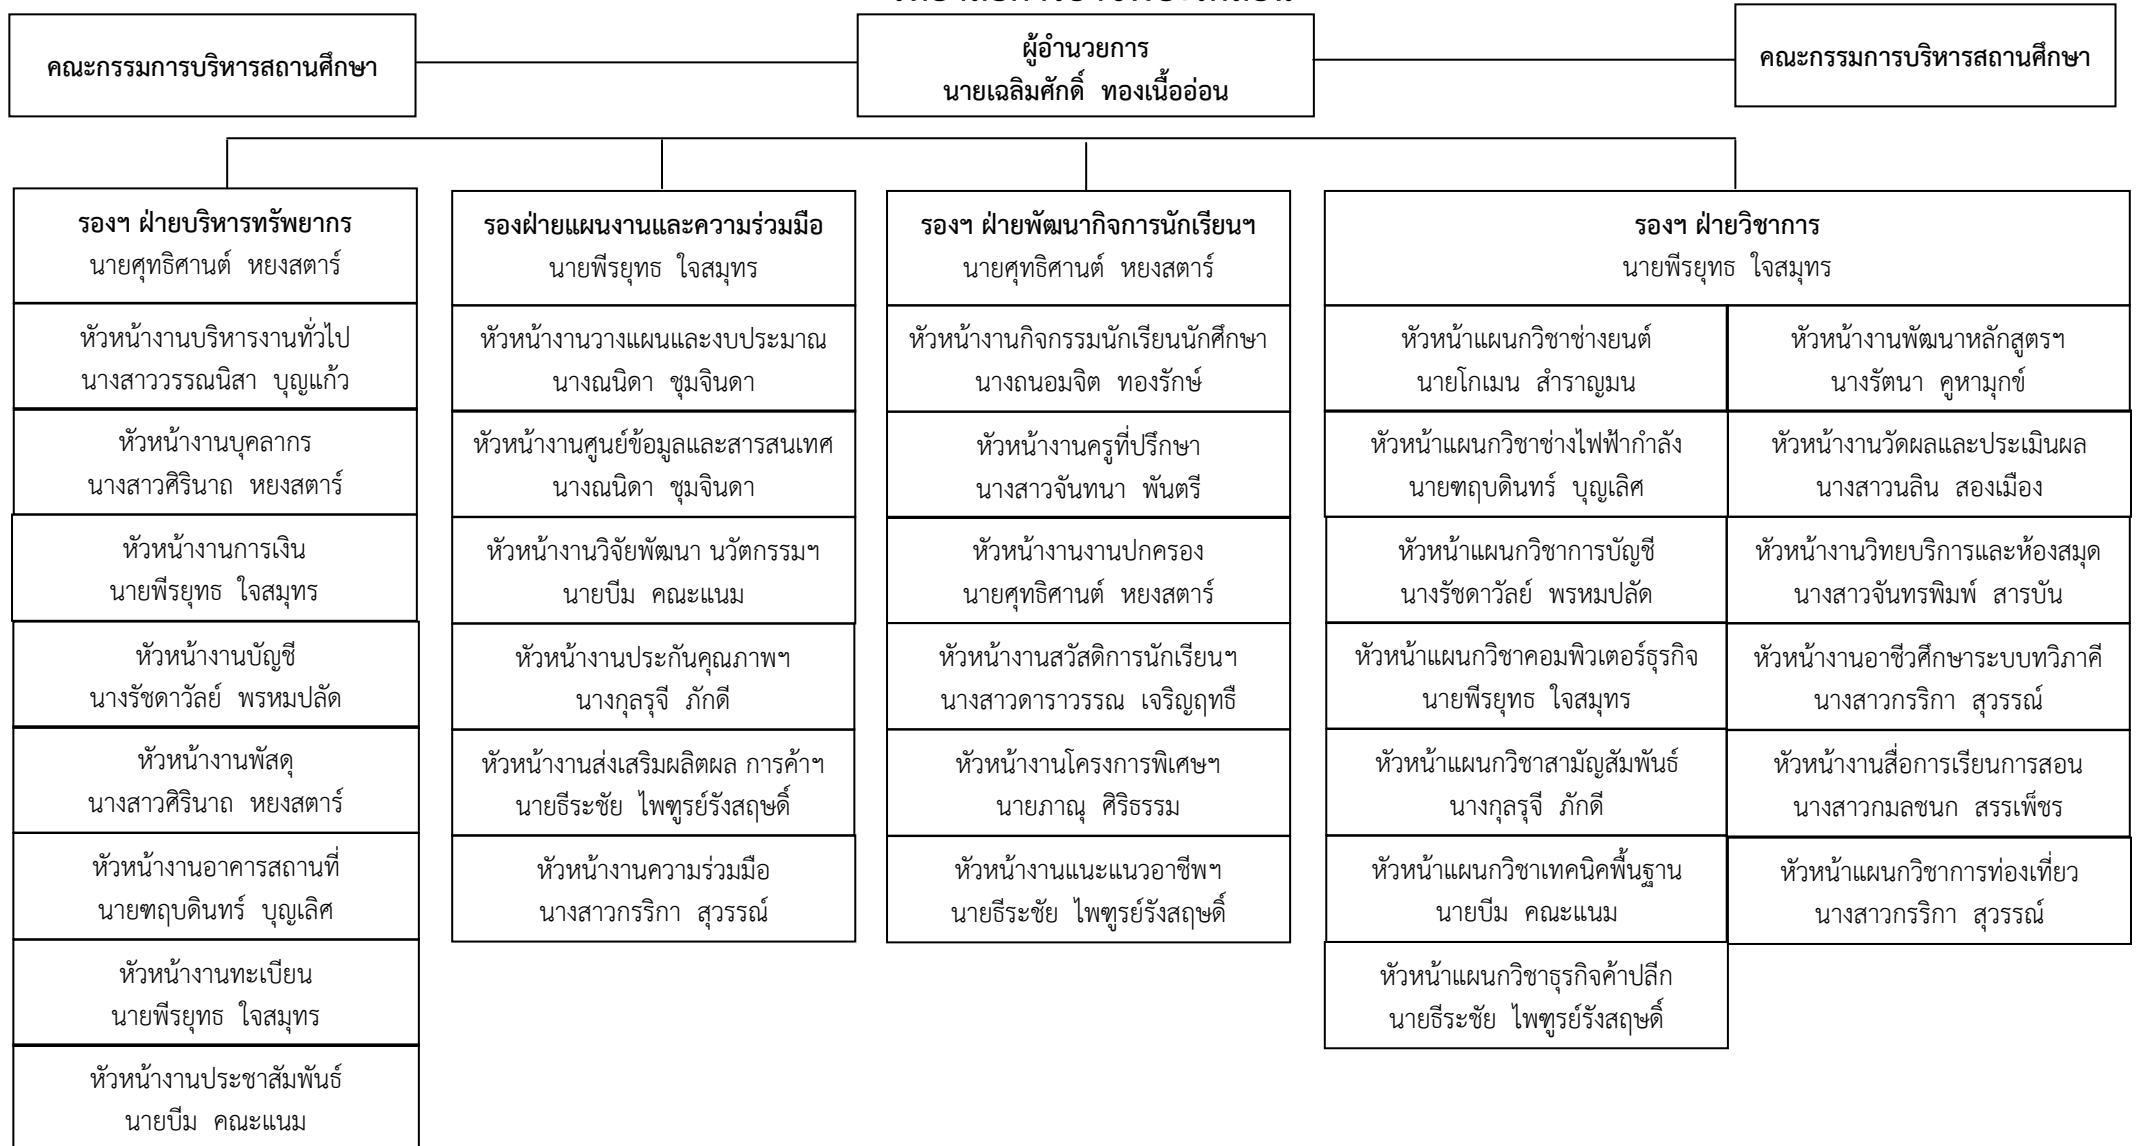 คณะกรรมการบริหารสถานศึกษา
ผู้อำนวยการ
นายเฉลิมศักดิ์ ทองเนื้ออ่อน
คณะกรรมการบริหารสถานศึกษา
รองฯ ฝ่ายบริหารทรัพยากร
นายศุทธิศานต์ หยงสตาร์
หัวหน้างานบริหารงานทั่วไป
นางสาววรรณนิสา บุญแก้ว
หัวหน้างานบุคลากร
นางสาวศิรินาถ หยงสตาร์
หัวหน้างานการเงิน
นายพีรยุทธ ใจสมุทร
หัวหน้างานบัญชี
นางรัชดาวัลย์ พรหมปลัด
หัวหน้างานพัสดุ
นางสาวศิรินาถ หยงสตาร์
หัวหน้างานอาคารสถานที่
นายฑฤบดินทร์ บุญเลิศ
หัวหน้างานทะเบียน
นายพีรยุทธ ใจสมุทร
หัวหน้างานประชาสัมพันธ์
นายบีม คณะแนม
รองฝ่ายแผนงานและความร่วมมือ
นายพีรยุทธ ใจสมุทร
หัวหน้างานวางแผนและงบประมาณ
นางณนิดา ชุมจินดา
หัวหน้างานศูนย์ข้อมูลและสารสนเทศ
นางณนิดา ชุมจินดา
หัวหน้างานวิจัยพัฒนา นวัตกรรมฯ
นายบีม คณะแนม
หัวหน้างานประกันคุณภาพฯ
นางกุลรุจี ภักดี
หัวหน้างานส่งเสริมผลิตผล การค้าฯ
นายธีระชัย ไพฑูรย์รังสฤษดิ์
หัวหน้างานความร่วมมือ
นางสาวกรริกา สุวรรณ์
รองฯ ฝ่ายพัฒนากิจการนักเรียนฯ
นายศุทธิศานต์ หยงสตาร์
หัวหน้างานกิจกรรมนักเรียนนักศึกษา
นางถนอมจิต ทองรักษ์
หัวหน้างานครูที่ปรึกษา
นางสาวจันทนา พันตรี
หัวหน้างานงานปกครอง
นายศุทธิศานต์ หยงสตาร์
หัวหน้างานสวัสดิการนักเรียนฯ
นางสาวดาราวรรณ เจริญฤทธิ์
หัวหน้างานโครงการพิเศษฯ
นายภาณุ ศิริธรรม
หัวหน้างานแนะแนวอาชีพฯ
นายธีระชัย ไพฑูรย์รังสฤษดิ์
รองฯ ฝ่ายวิชาการ
นายพีรยุทธ ใจสมุทร
หัวหน้าแผนกวิชาช่างยนต์
นายโกเมน สำราญมน
หัวหน้าแผนกวิชาช่างไฟฟ้ากำลัง
นายฑฤบดินทร์ บุญเลิศ
หัวหน้าแผนกวิชาการบัญชี
นางรัชดาวัลย์ พรหมปลัด
หัวหน้าแผนกวิชาคอมพิวเตอร์ธุรกิจ
นายพีรยุทธ ใจสมุทร
หัวหน้าแผนกวิชาสามัญสัมพันธ์
นางกุลรุจี ภักดี
หัวหน้าแผนกวิชาเทคนิคพื้นฐาน
นายบีม คณะแนม
หัวหน้าแผนกวิชาธุรกิจค้าปลีก
นายธีระชัย ไพฑูรย์รังสฤษดิ์
หัวหน้างานพัฒนาหลักสูตรฯ
นางรัตนา คูหามุกข์
หัวหน้างานวัดผลและประเมินผล
นางสาวนลิน สองเมือง
หัวหน้างานวิทยบริการและห้องสมุด
นางสาวจันทรพิมพ์ สารบัน
หัวหน้างานอาชีวศึกษาระบบทวิภาคี
นางสาวกรริกา สุวรรณ์
หัวหน้างานสื่อการเรียนการสอน
นางสาวกมลชนก สรรเพ็ชร
หัวหน้าแผนกวิชาการท่องเที่ยว
นางสาวกรริกา สุวรรณ์